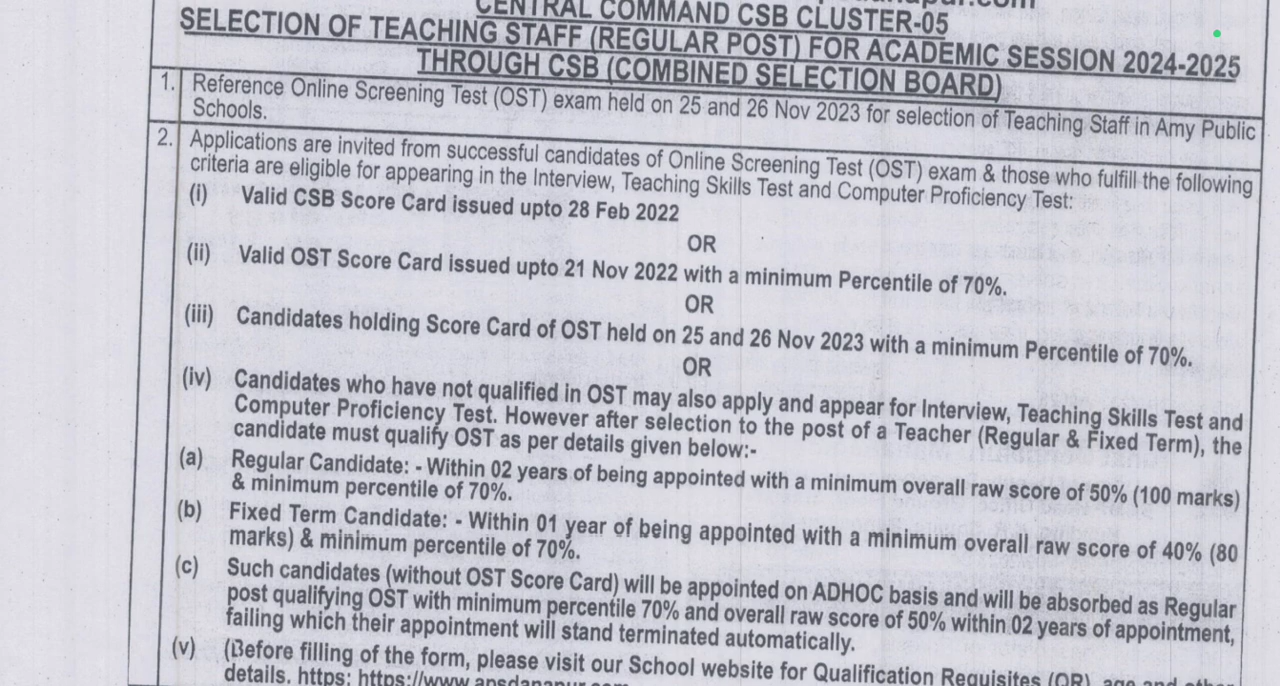 CENTRAL COMMAND CSB CLUSTER-05
SELECTION OF TEACHING STAFF (REGULAR POST) FOR ACADEMIC SESSION 2024-2025
THROUGH CSB (COMBINED SELECTION BOARD)
1. Reference Online Screening Test (OST) exam held on 25 and 26 Nov 2023 for selection of Teaching Staff in Amy Public
Schools.
2. Applications are invited from successful candidates of Online Screening Test (OST) exam & those who fulfill the following
criteria are eligible for appearing in the Interview, Teaching Skills Test and Computer Proficiency Test:
(i) Valid CSB Score Card issued upto 28 Feb 2022
OR
(ii) Valid OST Score Card issued upto 21 Nov 2022 with a minimum Percentile of 70%.
OR
(iii) Candidates holding Score Card of OST held on 25 and 26 Nov 2023 with a minimum Percentile of 70%.
OR
(iv) Candidates who have not qualified in OST may also apply and appear for Interview, Teaching Skills Test and
Computer Proficiency Test. However after selection to the post of a Teacher (Regular & Fixed Term), the
candidate must qualify OST as per details given below:-
(a) Regular Candidate: - Within 02 years of being appointed with a minimum overall raw score of 50% (100 marks)
& minimum percentile of 70%.
(b) Fixed Term Candidate: - Within 01 year of being appointed with a minimum overall raw score of 40% (80
marks) & minimum percentile of 70%.
(c) Such candidates (without OST Score Card) will be appointed on ADHOC basis and will be absorbed as Regular
post qualifying OST with minimum percentile 70% and overall raw score of 50% within 02 years of appointment,
failing which their appointment will stand terminated automatically.
(v) (Before filling of the form, please visit our School website for Qualification Requisites (QR), age and other
details. https: https://www.apsdanapur.com